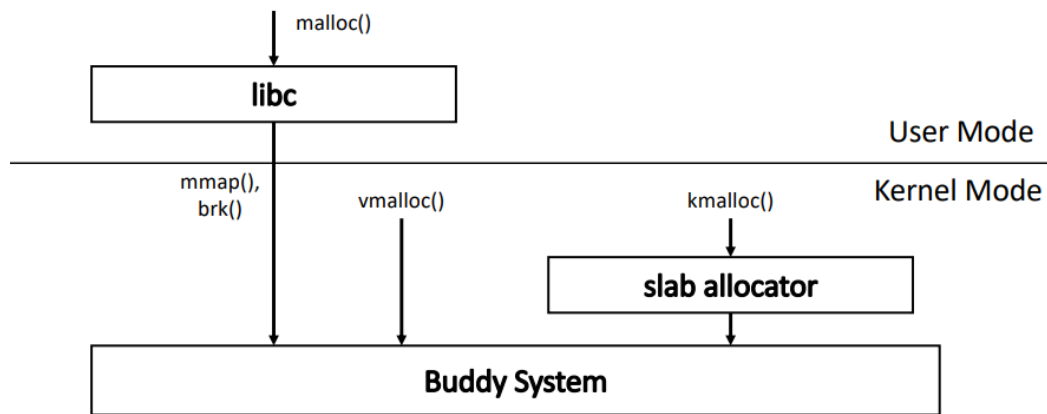 malloc()
libc
User Mode
mmap(),
brk()
vmalloc()
kmalloc()
Kernel Mode
slab allocator
Buddy System